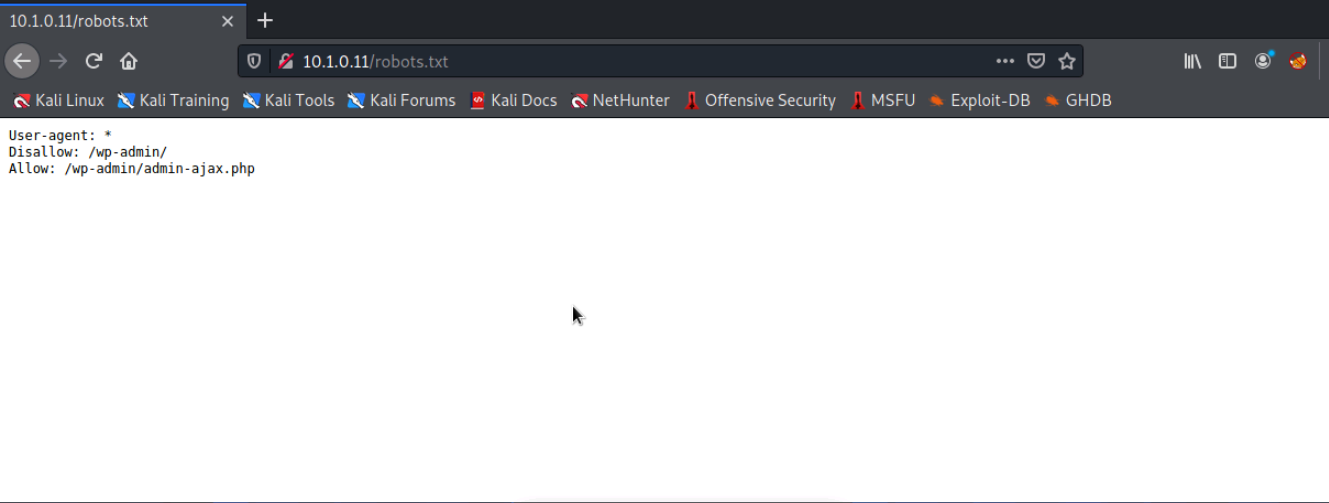 10.1.0.11/robots.txt
10.1.0.11/robots.txt
Kali Linux Kali Training Kali Tools Kali Forums Kali Docs NetHunter Offensive Security MSFU Exploit-DB GHDB
User-agent: *
Disallow: /wp-admin/
Allow: /wp-admin/admin-ajax.php